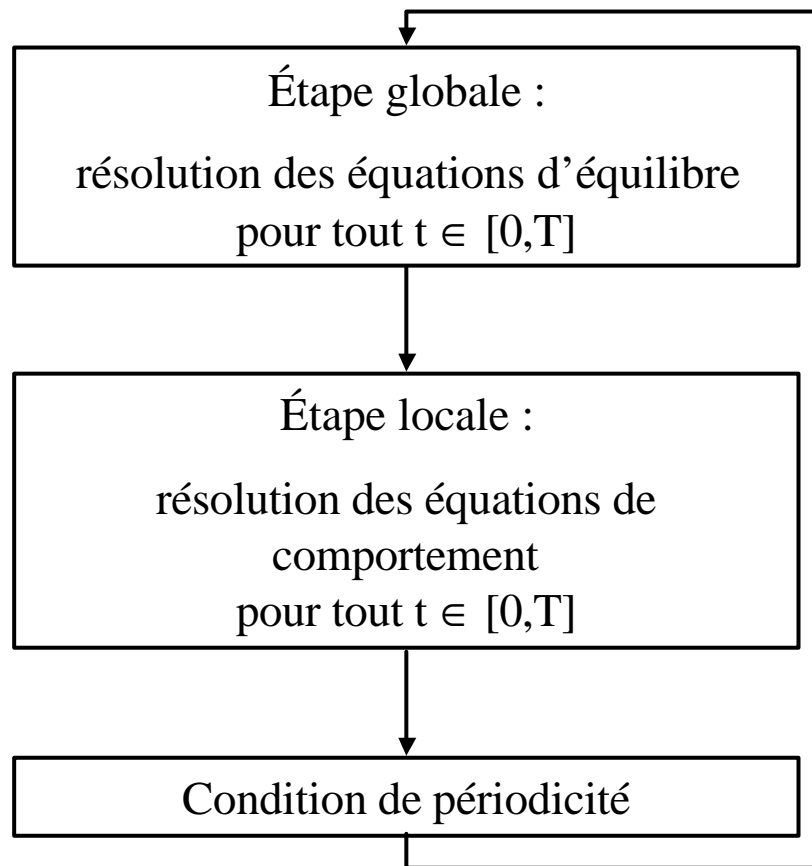 Étape globale :
résolution des équations d’équilibre
pour tout t ∈ [0,T]
Étape locale :
résolution des équations de
comportement
pour tout t ∈ [0,T]
Condition de périodicité